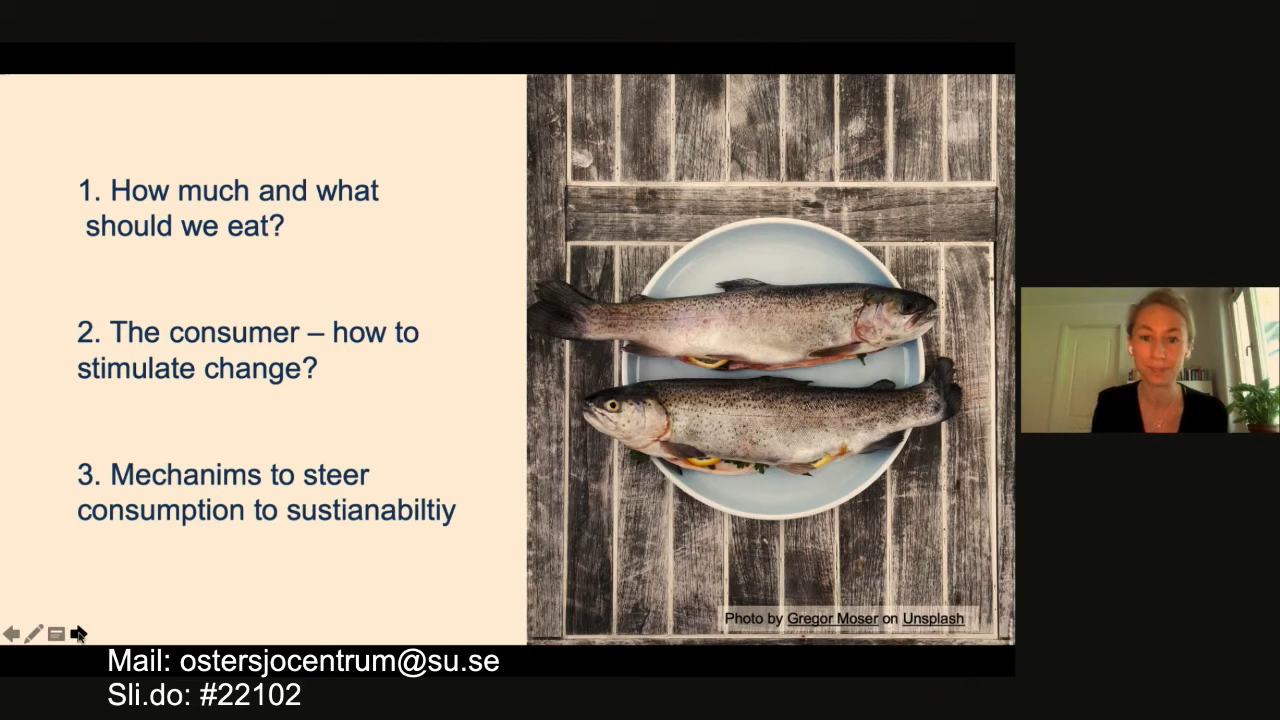 1. How much and what
should we eat?
2. The consumer – how to
stimulate change?
3. Mechanims to steer
consumption to sustianabiltiy
Photo by Gregor Moser on Unsplash
Mail: ostersjocentrum@su.se
Sli.do: #22102